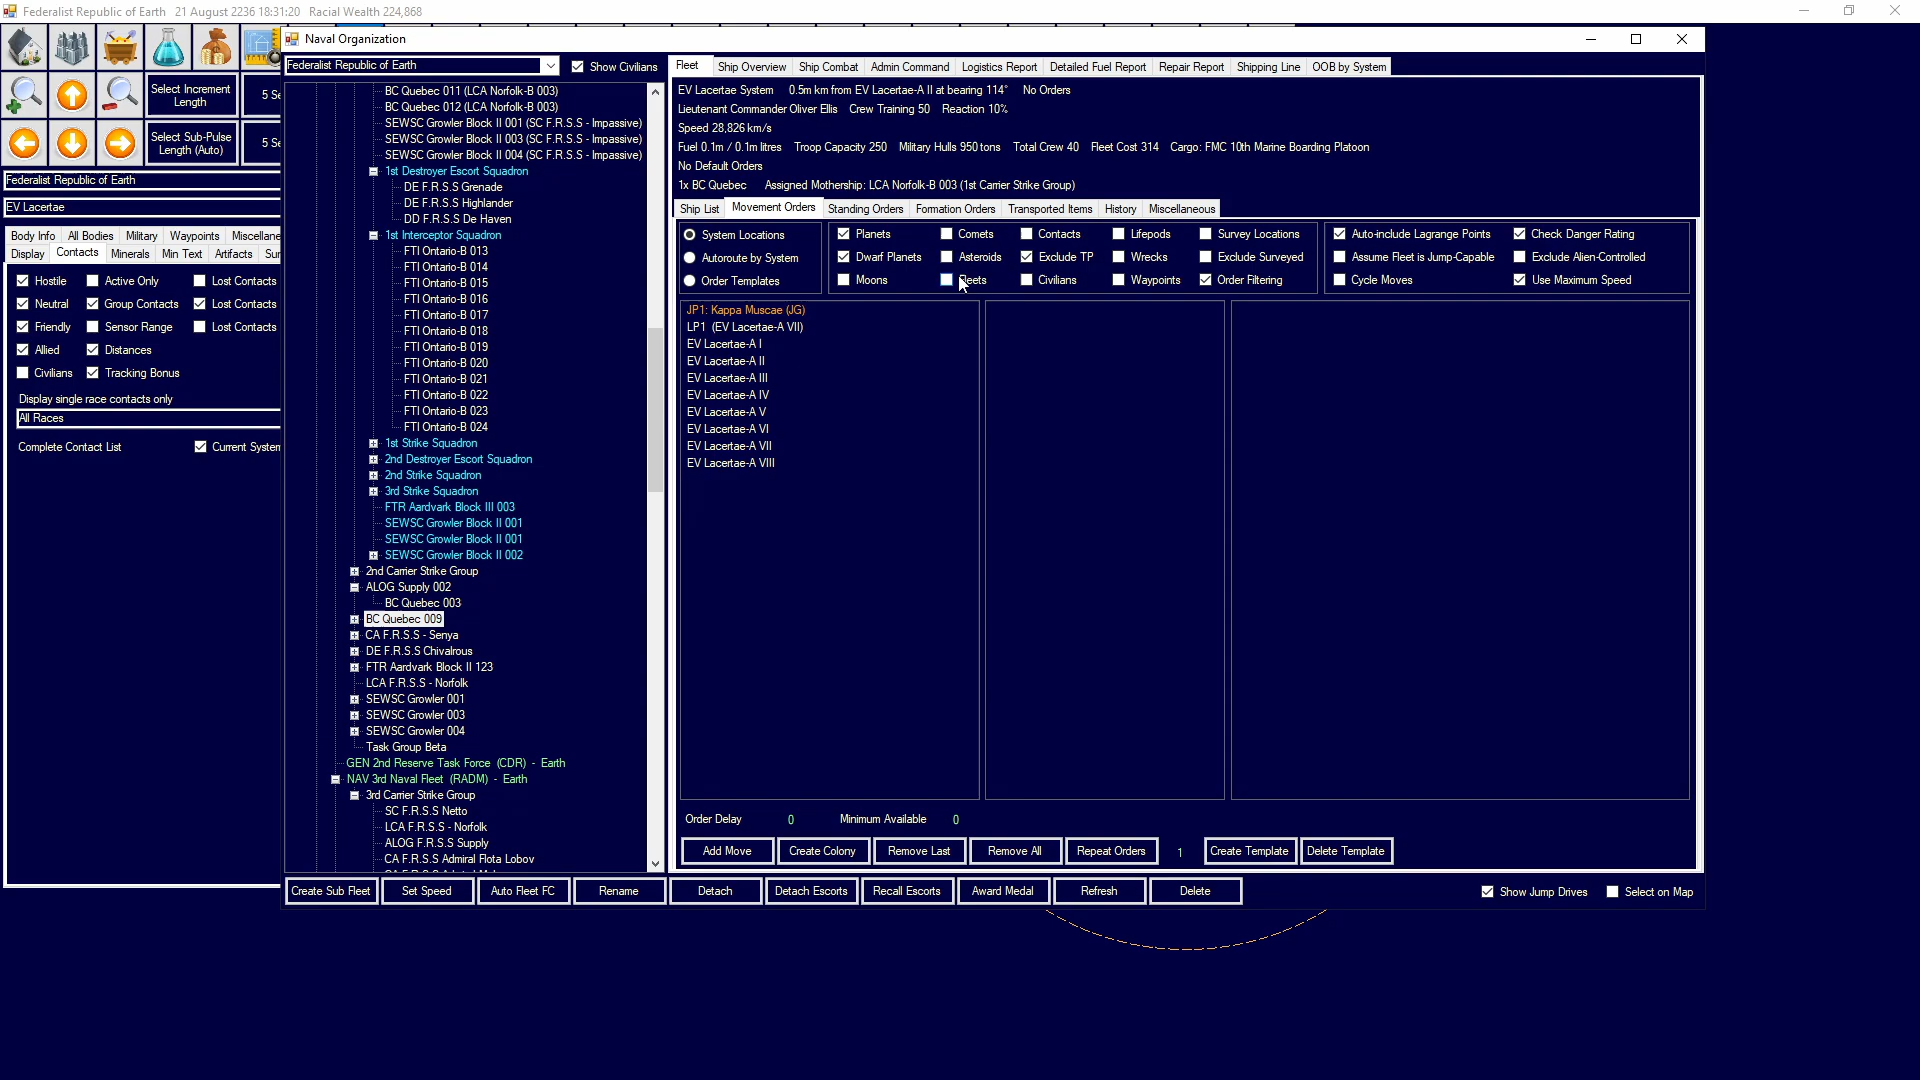 Federalist Republic of Earth   21 August 2236 18:31:20   Racial Wealth 224,868
Naval Organization
Select Increment
Length
5 Se
Select Sub-Pulse
Length (Auto)
5 Se
Federalist Republic of Earth
EV Lacertae
Body Info
All Bodies
Military
Waypoints
Miscellane
Display
Contacts
Minerals
Min Text
Artifacts
Sur
Hostile
Active Only
Lost Contacts
Neutral
Group Contacts
Lost Contacts
Friendly
Sensor Range
Lost Contacts
Allied
Distances
Civilians
Tracking Bonus
Display single race contacts only
All Races
Complete Contact List
Current System
Federalist Republic of Earth
Show Civilians
BC Quebec 011 (LCA Norfolk-B 003)
BC Quebec 012 (LCA Norfolk-B 003)
SEWSC Growler Block II 001 (SC F.R.S.S - Impassive)
SEWSC Growler Block II 003 (SC F.R.S.S - Impassive)
SEWSC Growler Block II 004 (SC F.R.S.S - Impassive)
1st Destroyer Escort Squadron
DE F.R.S.S Grenade
DE F.R.S.S Highlander
DD F.R.S.S De Haven
1st Interceptor Squadron
FTI Ontario-B 013
FTI Ontario-B 014
FTI Ontario-B 015
FTI Ontario-B 016
FTI Ontario-B 017
FTI Ontario-B 018
FTI Ontario-B 019
FTI Ontario-B 020
FTI Ontario-B 021
FTI Ontario-B 022
FTI Ontario-B 023
FTI Ontario-B 024
1st Strike Squadron
2nd Destroyer Escort Squadron
2nd Strike Squadron
3rd Strike Squadron
FTR Aardvark Block III 003
SEWSC Growler Block II 001
SEWSC Growler Block II 001
SEWSC Growler Block II 002
2nd Carrier Strike Group
ALOG Supply 002
BC Quebec 003
BC Quebec 009
CA F.R.S.S - Senya
DE F.R.S.S Chivalrous
FTR Aardvark Block II 123
LCA F.R.S.S - Norfolk
SEWSC Growler 001
SEWSC Growler 003
SEWSC Growler 004
Task Group Beta
GEN 2nd Reserve Task Force  (CDR)  -  Earth
NAV 3rd Naval Fleet  (RADM)  -  Earth
3rd Carrier Strike Group
SC F.R.S.S Netto
LCA F.R.S.S - Norfolk
ALOG F.R.S.S Supply
CA F.R.S.S Admiral Flota Lobov
Fleet
Ship Overview
Ship Combat
Admin Command
Logistics Report
Detailed Fuel Report
Repair Report
Shipping Line
OOB by System
EV Lacertae System   0.5m km from EV Lacertae-A II at bearing 114°   No Orders
Lieutenant Commander Oliver Ellis   Crew Training 50   Reaction 10%
Speed 28,826 km/s
Fuel 0.1m / 0.1m litres   Troop Capacity 250   Military Hulls 950 tons   Total Crew 40   Fleet Cost 314   Cargo: FMC 10th Marine Boarding Platoon
No Default Orders
1x BC Quebec   Assigned Mothership: LCA Norfolk-B 003 (1st Carrier Strike Group)
Ship List
Movement Orders
Standing Orders
Formation Orders
Transported Items
History
Miscellaneous
System Locations
Autoroute by System
Order Templates
Planets
Comets
Contacts
Lifepods
Survey Locations
Dwarf Planets
Asteroids
Exclude TP
Wrecks
Exclude Surveyed
Moons
Fleets
Civilians
Waypoints
Order Filtering
Auto-include Lagrange Points
Check Danger Rating
Assume Fleet is Jump-Capable
Exclude Alien-Controlled
Cycle Moves
Use Maximum Speed
JP1: Kappa Muscae (JG)
LP1  (EV Lacertae-A VII)
EV Lacertae-A I
EV Lacertae-A II
EV Lacertae-A III
EV Lacertae-A IV
EV Lacertae-A V
EV Lacertae-A VI
EV Lacertae-A VII
EV Lacertae-A VIII
Order Delay   0   Minimum Available   0
Add Move
Create Colony
Remove Last
Remove All
Repeat Orders
1
Create Template
Delete Template
Create Sub Fleet
Set Speed
Auto Fleet FC
Rename
Detach
Detach Escorts
Recall Escorts
Award Medal
Refresh
Delete
Show Jump Drives
Select on Map